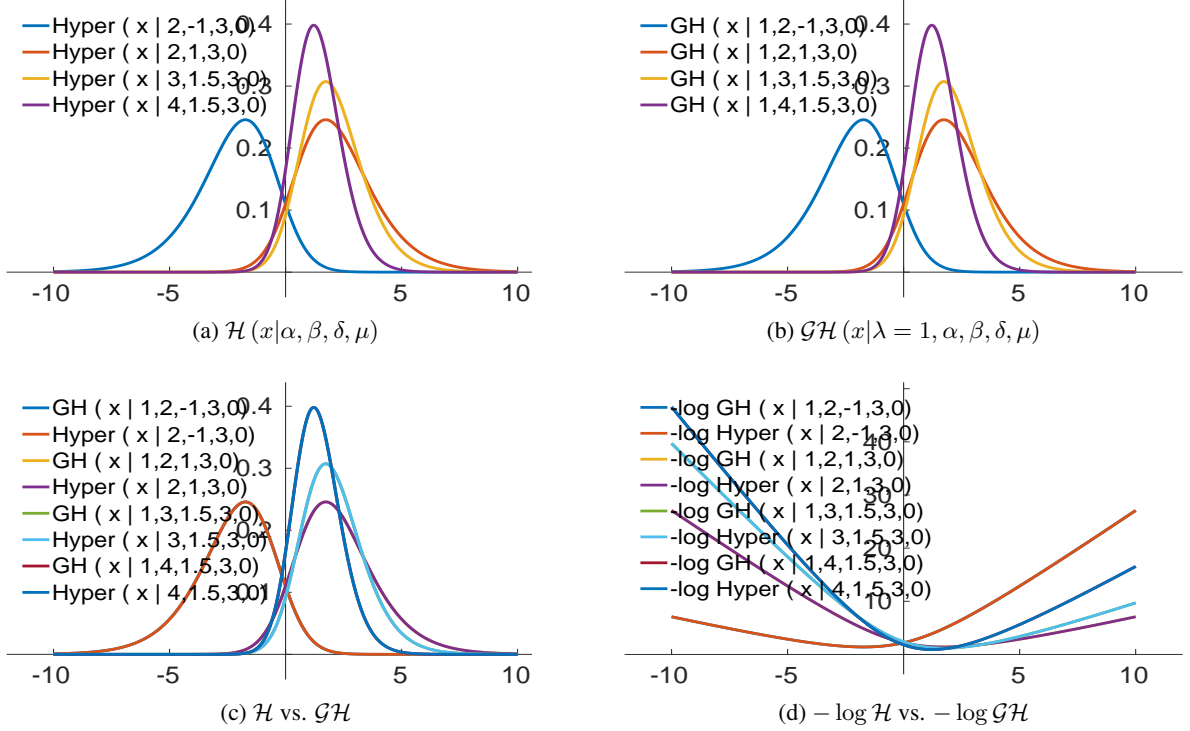 0.4
Hyper ( x | 2,-1,3,0)
Hyper ( x | 2,1,3,0)
Hyper ( x | 3,1.5,3,0)
Hyper ( x | 4,1.5,3,0)
0.3
0.2
0.1
-10 -5 5 10
(a) ℋ (x|α, β, δ, μ)
0.4
GH ( x | 1,2,-1,3,0)
GH ( x | 1,2,1,3,0)
GH ( x | 1,3,1.5,3,0)
GH ( x | 1,4,1.5,3,0)
0.3
0.2
0.1
-10 -5 5 10
(b) 𝒢ℋ (x|λ = 1, α, β, δ, μ)
0.4
GH ( x | 1,2,-1,3,0)
Hyper ( x | 2,-1,3,0)
GH ( x | 1,2,1,3,0)
Hyper ( x | 2,1,3,0)
GH ( x | 1,3,1.5,3,0)
Hyper ( x | 3,1.5,3,0)
GH ( x | 1,4,1.5,3,0)
Hyper ( x | 4,1.5,3,0)
0.3
0.2
0.1
-10 -5 5 10
(c) ℋ vs. 𝒢ℋ
-log GH ( x | 1,2,-1,3,0)
-log Hyper ( x | 2,-1,3,0)
-log GH ( x | 1,2,1,3,0)
-log Hyper ( x | 2,1,3,0)
-log GH ( x | 1,3,1.5,3,0)
-log Hyper ( x | 3,1.5,3,0)
-log GH ( x | 1,4,1.5,3,0)
-log Hyper ( x | 4,1.5,3,0)
40
30
20
10
-10 -5 5 10
(d) − log ℋ vs. − log 𝒢ℋ